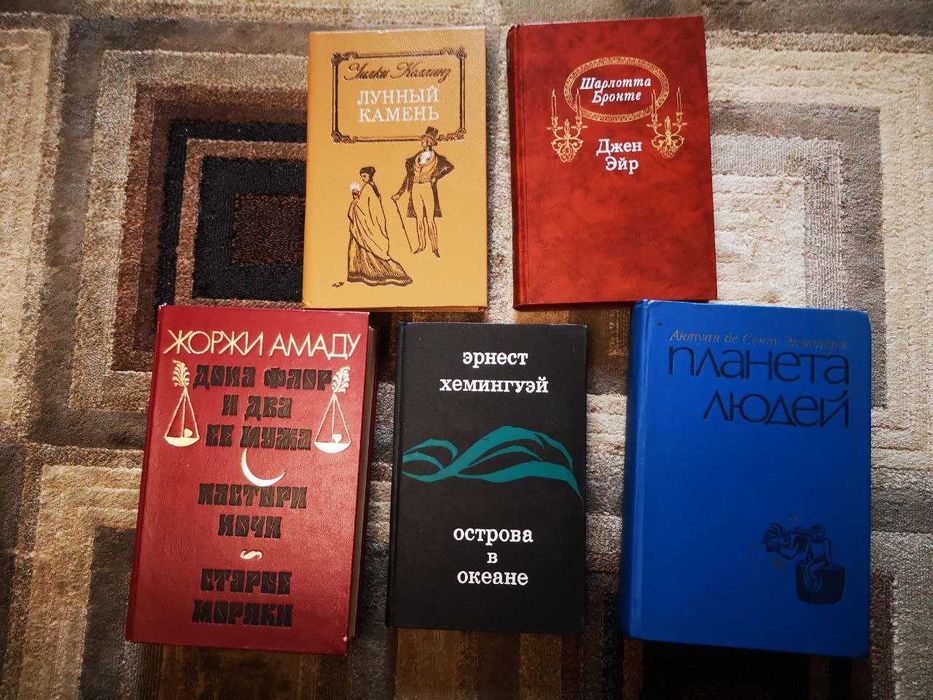 Уилки Коллинз
ЛУННЫЙ
КАМЕНЬ
Шарлотта
Бронте
Джен
Эйр
ЖОРЖИ АМАДУ
ДОНА ФЛОР
И ДВА
ЕЕ МУЖА
ПАСТЫРИ
НОЧИ
СТАРЫЕ
МОРЯКИ
эрнест
хемингуэй
острова
в
океане
Антуан де Сент-Экзюпери
планета
людей